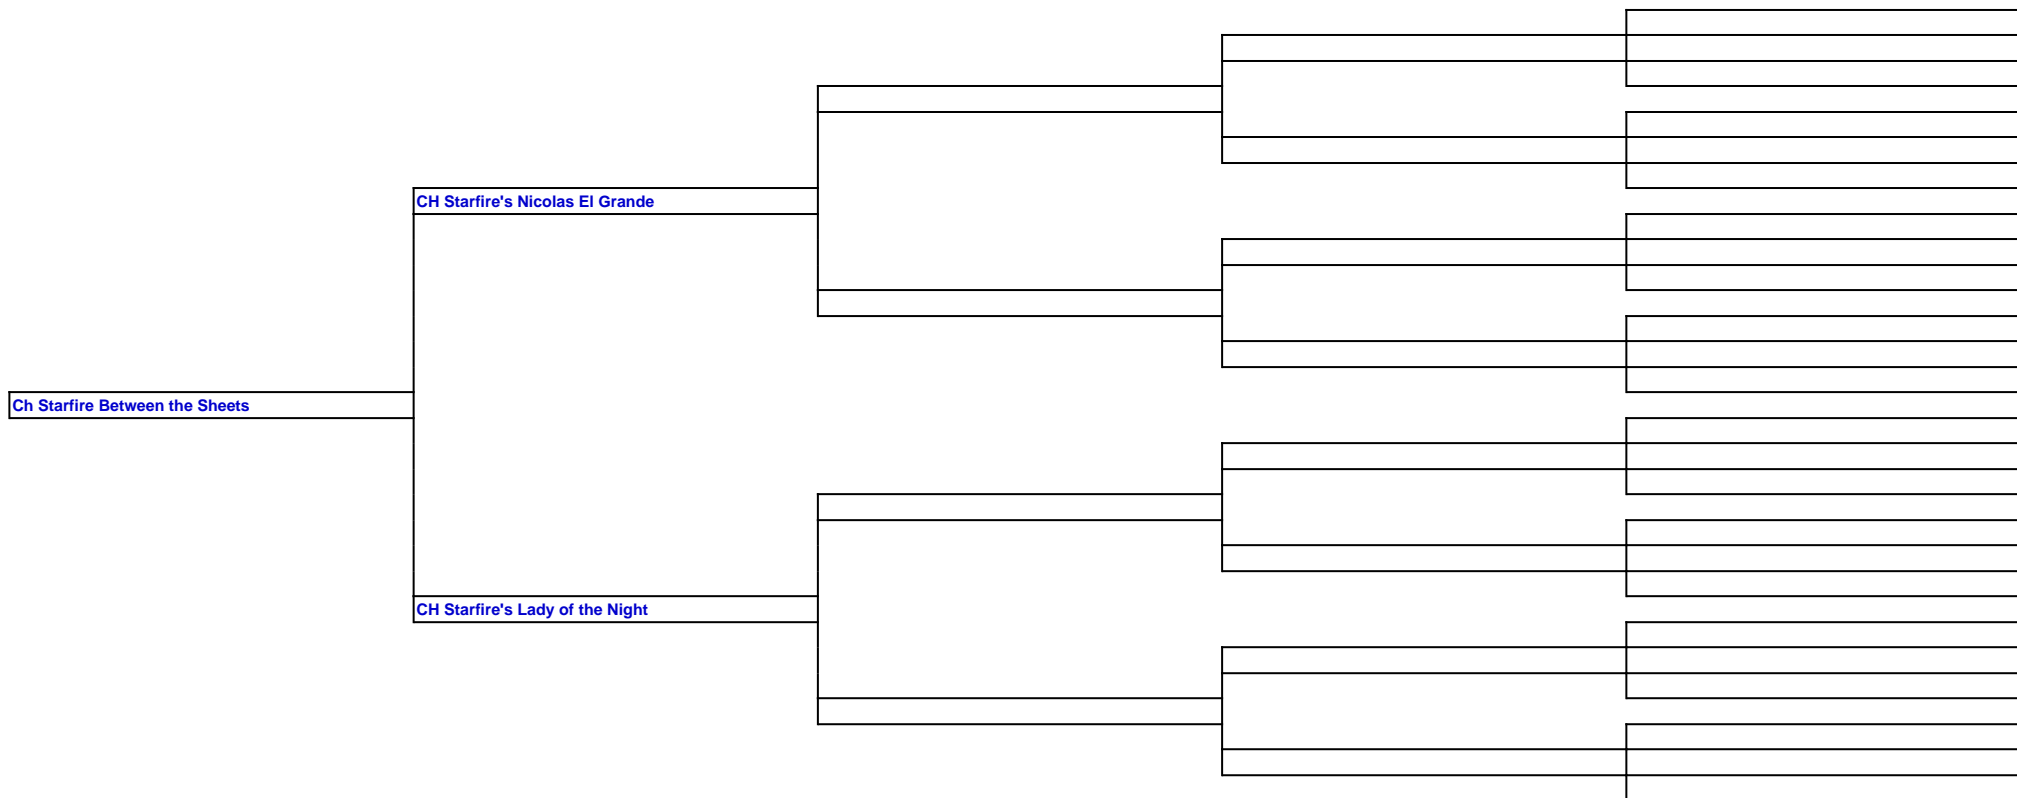 CH Starfire's Nicolas El Grande
Ch Starfire Between the Sheets
CH Starfire's Lady of the Night